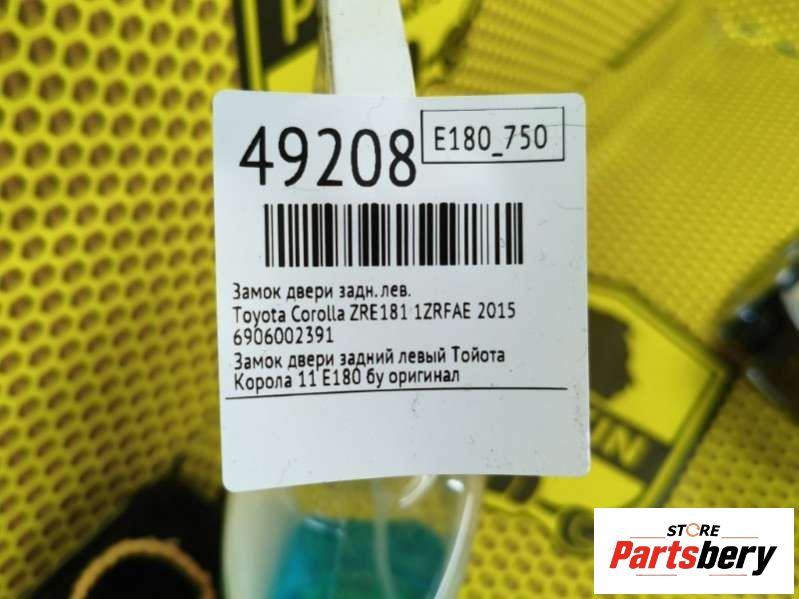 49208
E180_750
Замок двери задн. лев.
Toyota Corolla ZRE181 1ZRFAE 2015
6906002391
Замок двери задний левый Тойота
Корола 11 E180 бу оригинал
STORE
Partsbery